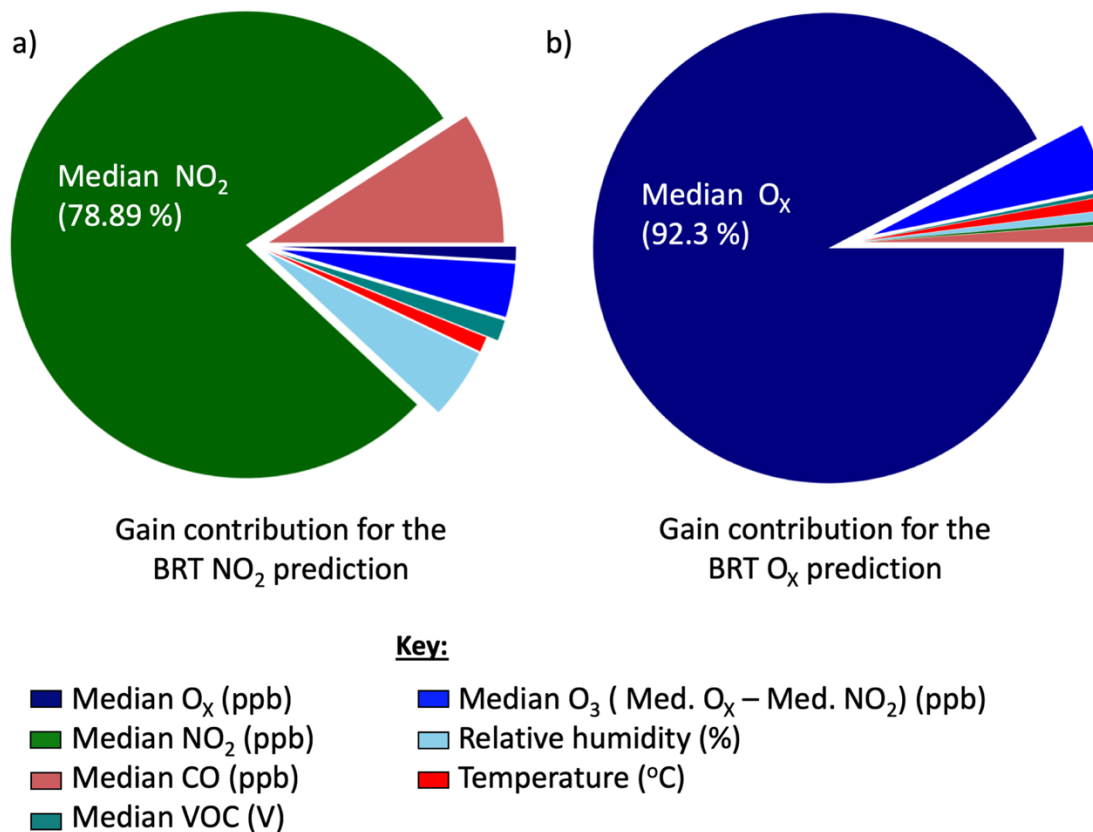 a)
Median NO₂
(78.89 %)
b)
Median Oₓ
(92.3 %)
Gain contribution for the
BRT NO₂ prediction
Gain contribution for the
BRT Oₓ prediction
Key:
Median Oₓ (ppb)
Median NO₂ (ppb)
Median CO (ppb)
Median VOC (V)
Median O₃ ( Med. Oₓ – Med. NO₂) (ppb)
Relative humidity (%)
Temperature (°C)